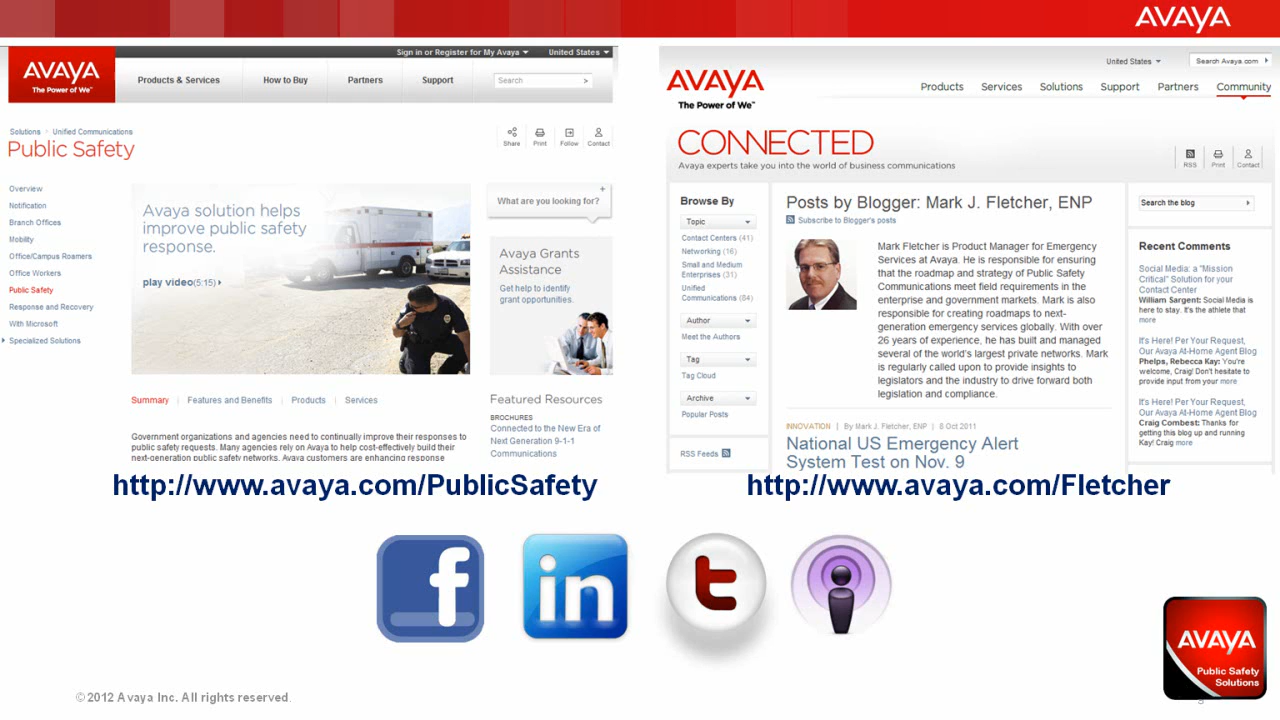 AVAYA
AVAYA
The Power of We™
Sign in or Register for My Avaya
United States
Products & Services
How to Buy
Partners
Support
Search
Solutions
Unified Communications
Public Safety
Share
Print
Follow
Contact
Overview
Notification
Branch Offices
Mobility
Office/Campus Roamers
Office Workers
Public Safety
Response and Recovery
With Microsoft
Specialized Solutions
Avaya solution helps
improve public safety
response.
play video(5:15)
What are you looking for?
Avaya Grants
Assistance
Get help to identify
grant opportunities.
Summary
Features and Benefits
Products
Services
Government organizations and agencies need to continually improve their responses to
public safety requests. Many agencies rely on Avaya to help cost-effectively build their
next-generation public safety networks. Avaya customers are enhancing response
Featured Resources
BROCHURES
Connected to the New Era of
Next Generation 9-1-1
Communications
http://www.avaya.com/PublicSafety
AVAYA
The Power of We™
United States
Search Avaya.com
Products
Services
Solutions
Support
Partners
Community
CONNECTED
Avaya experts take you into the world of business communications
RSS
Print
Contact
Browse By
Topic
Contact Centers (41)
Networking (16)
Small and Medium
Enterprises (31)
Unified
Communications (84)
Author
Meet the Authors
Tag
Tag Cloud
Archive
Popular Posts
RSS Feeds
Posts by Blogger: Mark J. Fletcher, ENP
Subscribe to Blogger's posts
Mark Fletcher is Product Manager for Emergency
Services at Avaya. He is responsible for ensuring
that the roadmap and strategy of Public Safety
Communications meet field requirements in the
enterprise and government markets. Mark is also
responsible for creating roadmaps to next-
generation emergency services globally. With over
26 years of experience, he has built and managed
several of the world's largest private networks. Mark
is regularly called upon to provide insights to
legislators and the industry to drive forward both
legislation and compliance.
INNOVATION | By Mark J. Fletcher, ENP | 8 Oct 2011
National US Emergency Alert
System Test on Nov. 9
Search the blog
Recent Comments
Social Media: a "Mission
Critical" Solution for your
Contact Center
William Sargent: Social Media is
here to stay. It's the athlete that
more
It's Here! Per Your Request,
Our Avaya At-Home Agent Blog
Phelps, Rebecca Kay: You're
welcome, Craig! Don't hesitate to
provide input from your more
It's Here! Per Your Request,
Our Avaya At-Home Agent Blog
Craig Combest: Thanks for
getting this blog up and running
Kay! Craig more
http://www.avaya.com/Fletcher
f
in
t
AVAYA
Public Safety
Solutions
© 2012 Avaya Inc. All rights reserved.